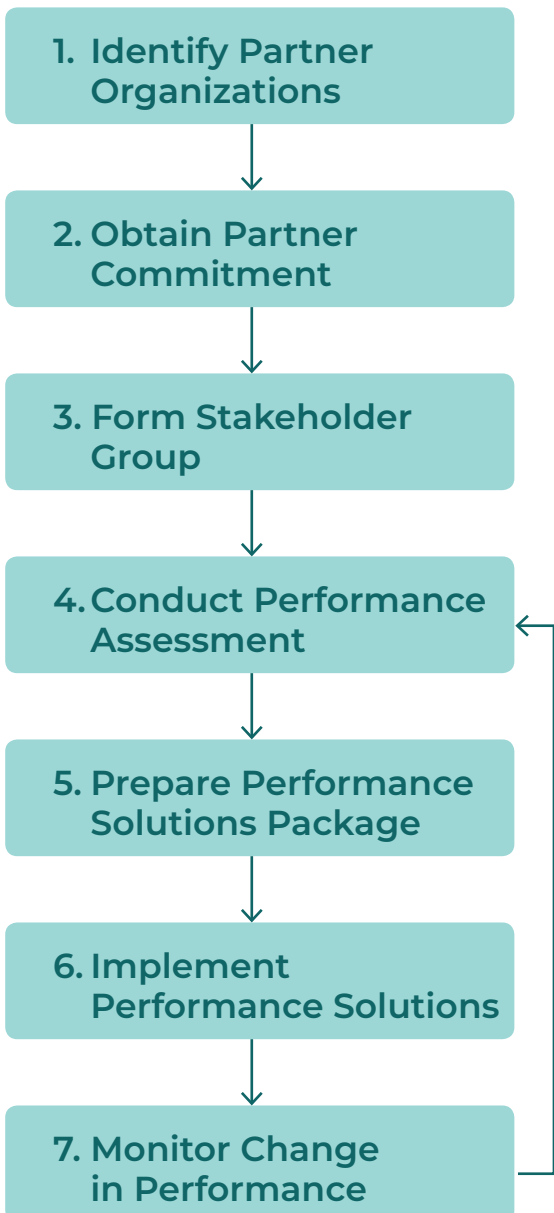 1. Identify Partner
Organizations
2. Obtain Partner
Commitment
3. Form Stakeholder
Group
4. Conduct Performance
Assessment
5. Prepare Performance
Solutions Package
6. Implement
Performance Solutions
7. Monitor Change
in Performance